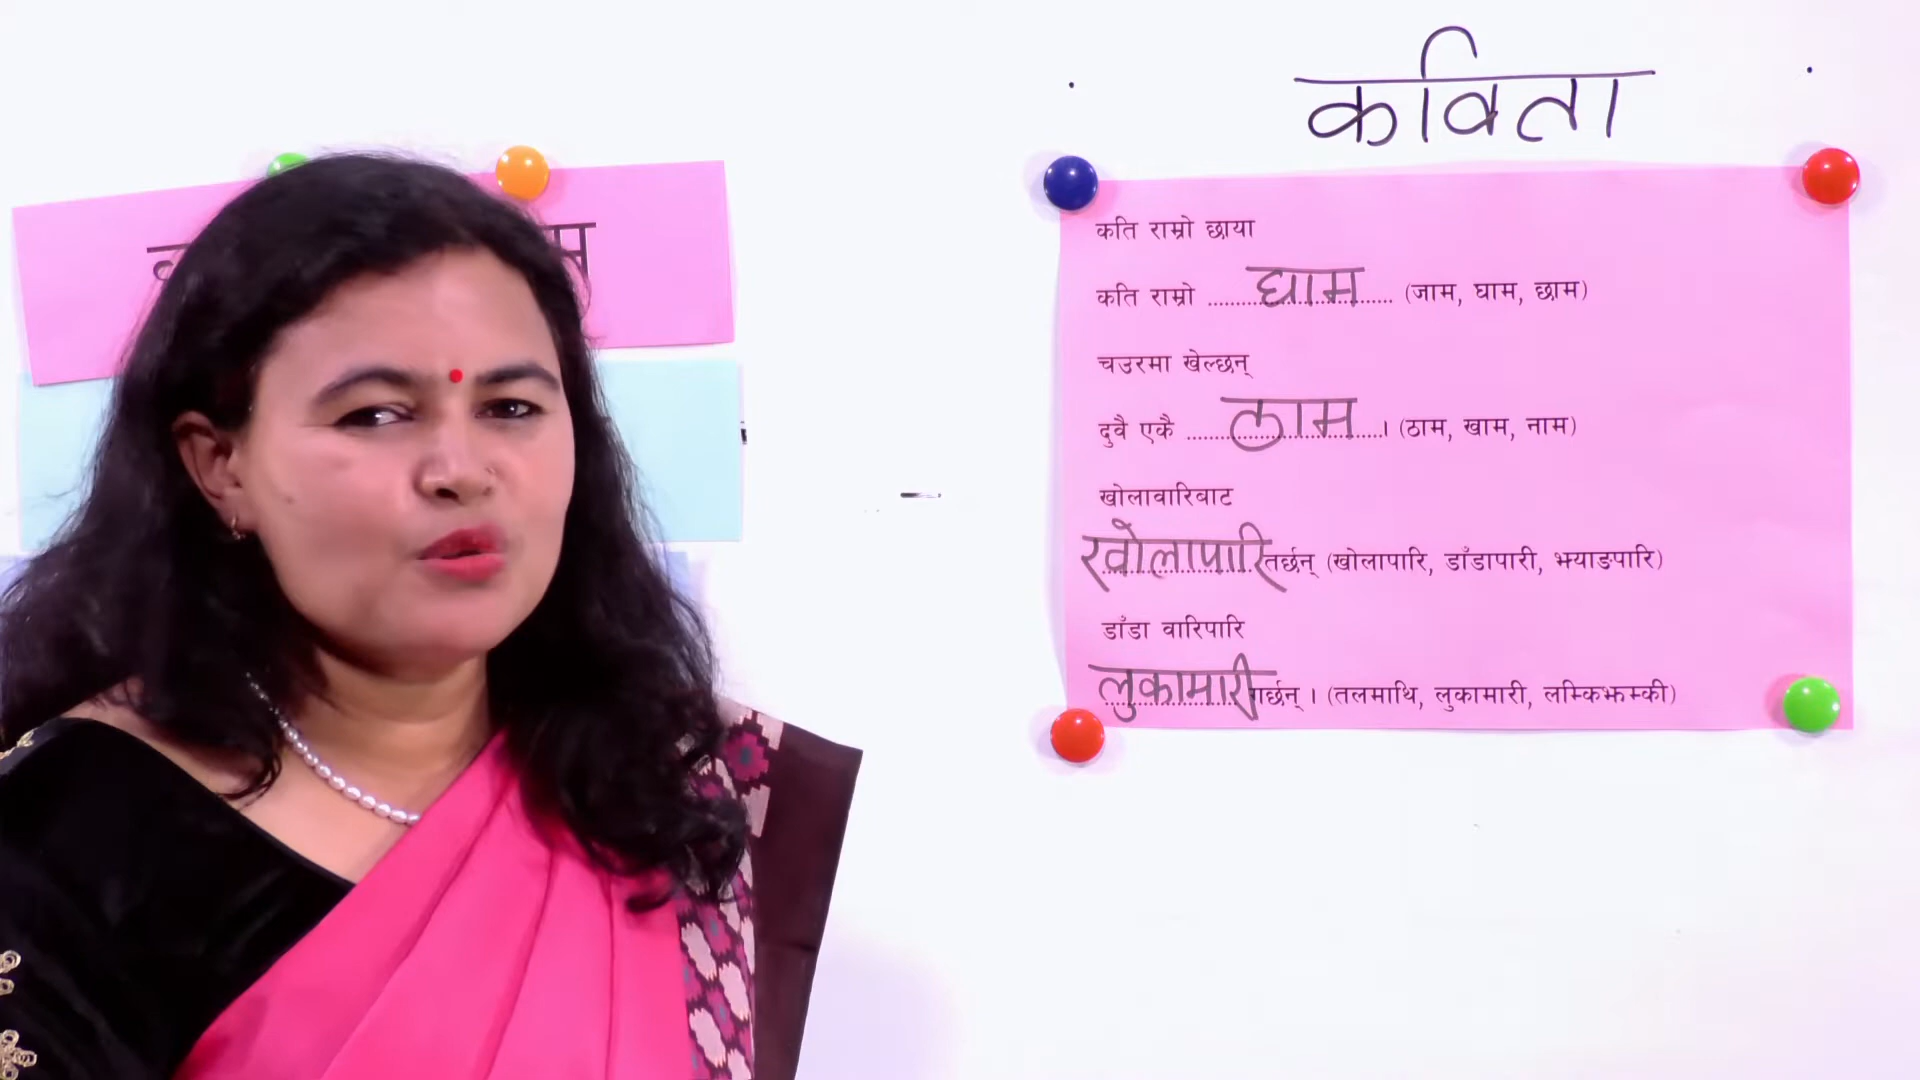 कविता
कति राम्रो छाया
कति राम्रो ......घाम...... (जाम, घाम, छाम)
चउरमा खेल्छन्
दुवै एकै ......ठाम......। (ठाम, खाम, नाम)
खोलावारिबाट
खोलापारि तर्छन् (खोलापारि, डाँडापारी, झ्याङपारि)
डाँडा वारिपारि
लुकामारी गर्छन् । (तलमाथि, लुकामारी, लम्किझम्की)